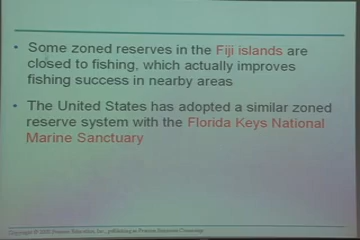 • Some zoned reserves in the Fiji islands are
closed to fishing, which actually improves
fishing success in nearby areas
• The United States has adopted a similar zoned
reserve system with the Florida Keys National
Marine Sanctuary
Copyright © 2005 Pearson Education, Inc., publishing as Pearson Benjamin Cummings